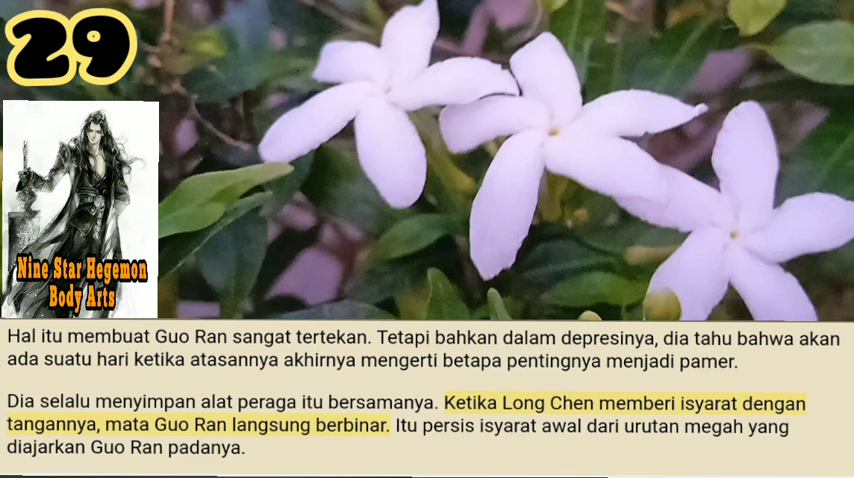 29
Nine Star Hegemon
Body Arts
Hal itu membuat Guo Ran sangat tertekan. Tetapi bahkan dalam depresinya, dia tahu bahwa akan
ada suatu hari ketika atasannya akhirnya mengerti betapa pentingnya menjadi pamer.
Dia selalu menyimpan alat peraga itu bersamanya. Ketika Long Chen memberi isyarat dengan
tangannya, mata Guo Ran langsung berbinar. Itu persis isyarat awal dari urutan megah yang
diajarkan Guo Ran padanya.